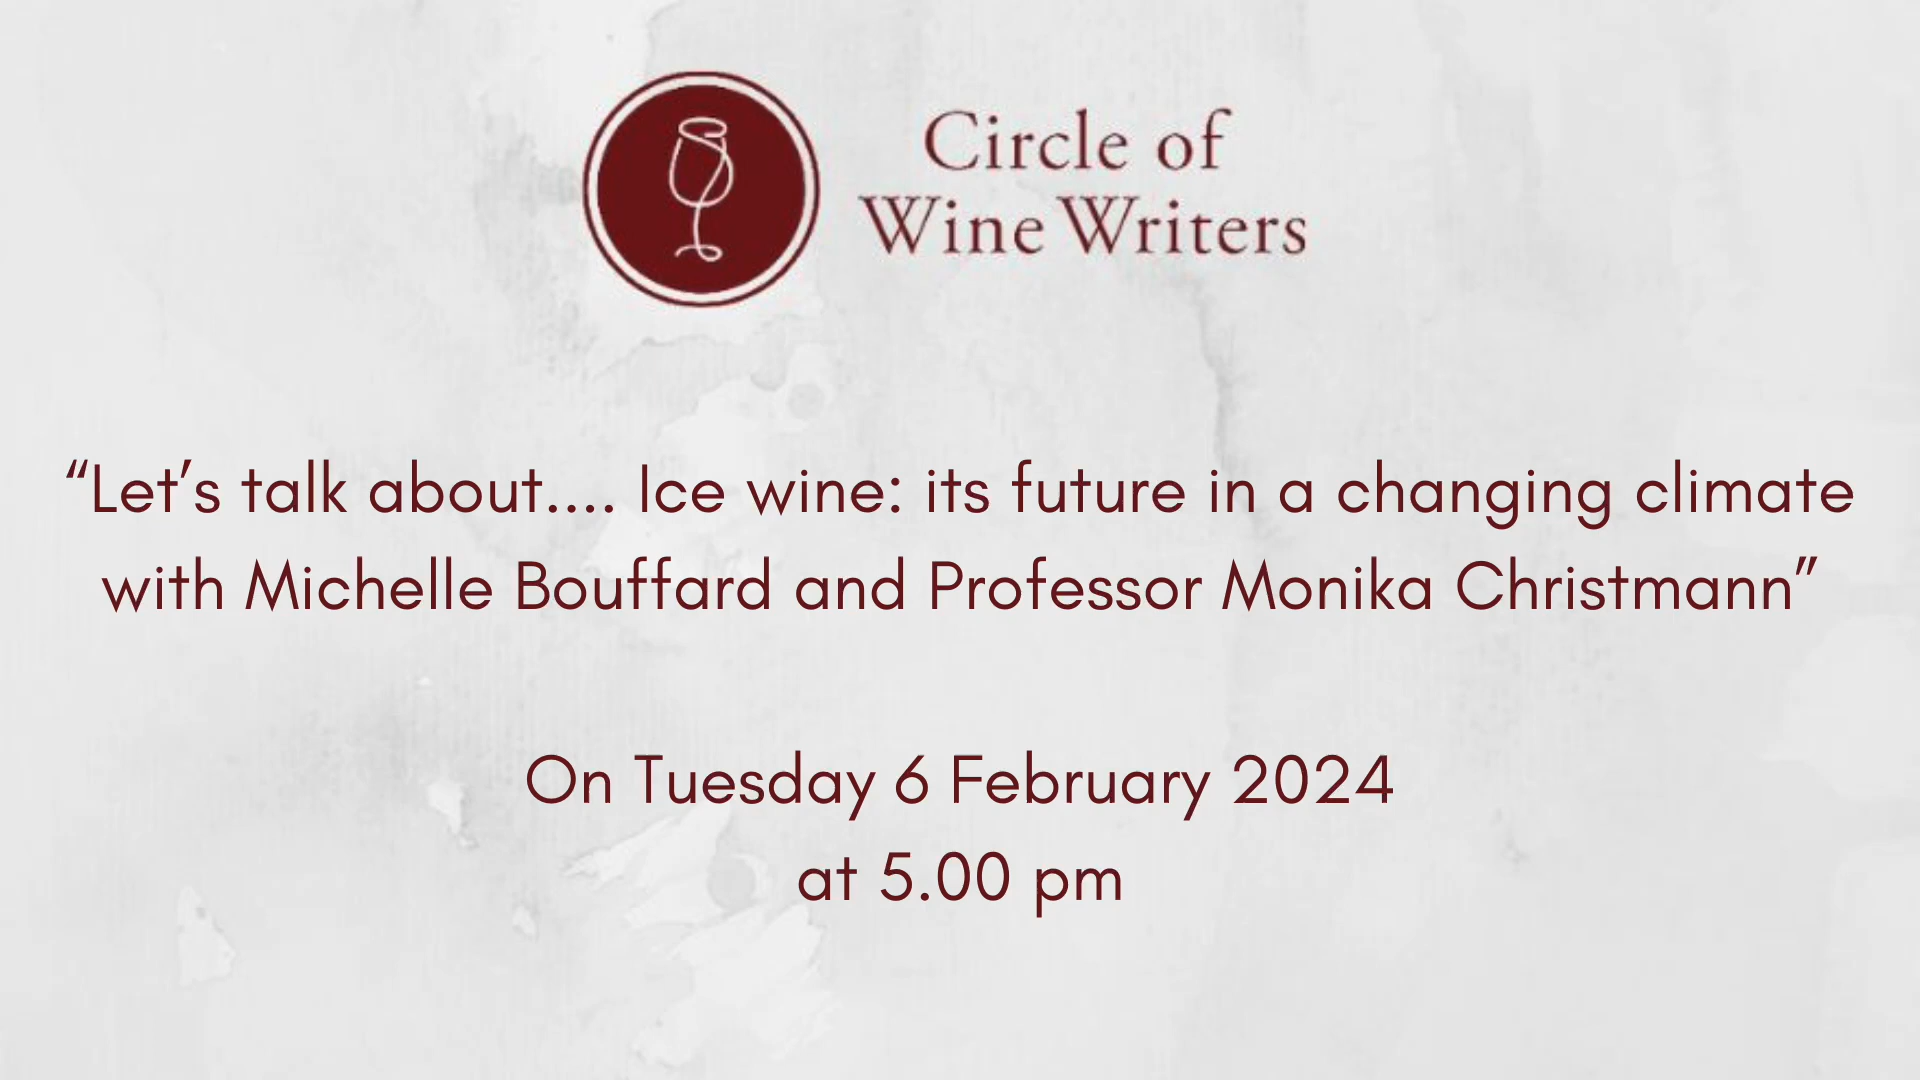 Circle of
Wine Writers
“Let’s talk about.... Ice wine: its future in a changing climate
with Michelle Bouffard and Professor Monika Christmann”
On Tuesday 6 February 2024
at 5.00 pm